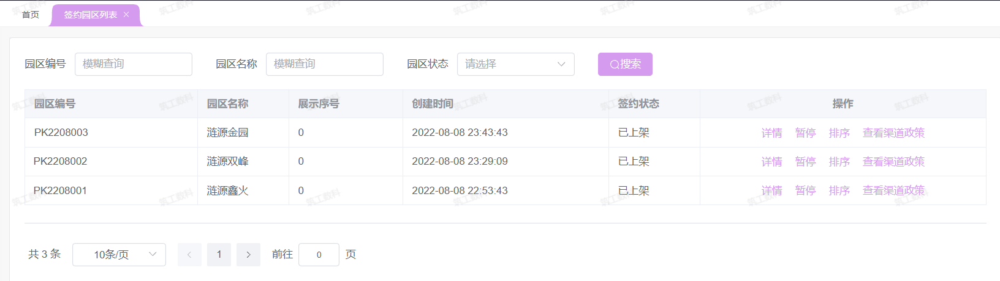 首页 签约园区列表 ×
园区编号 模糊查询 园区名称 模糊查询 园区状态 请选择 搜索
园区编号 园区名称 展示序号 创建时间 签约状态 操作
PK2208003 涟源金园 0 2022-08-08 23:43:43 已上架 详情 暂停 排序 查看渠道政策
PK2208002 涟源双峰 0 2022-08-08 23:29:09 已上架 详情 暂停 排序 查看渠道政策
PK2208001 涟源鑫火 0 2022-08-08 22:53:43 已上架 详情 暂停 排序 查看渠道政策
共 3 条 10条/页 < 1 > 前往 0 页
筑工教科